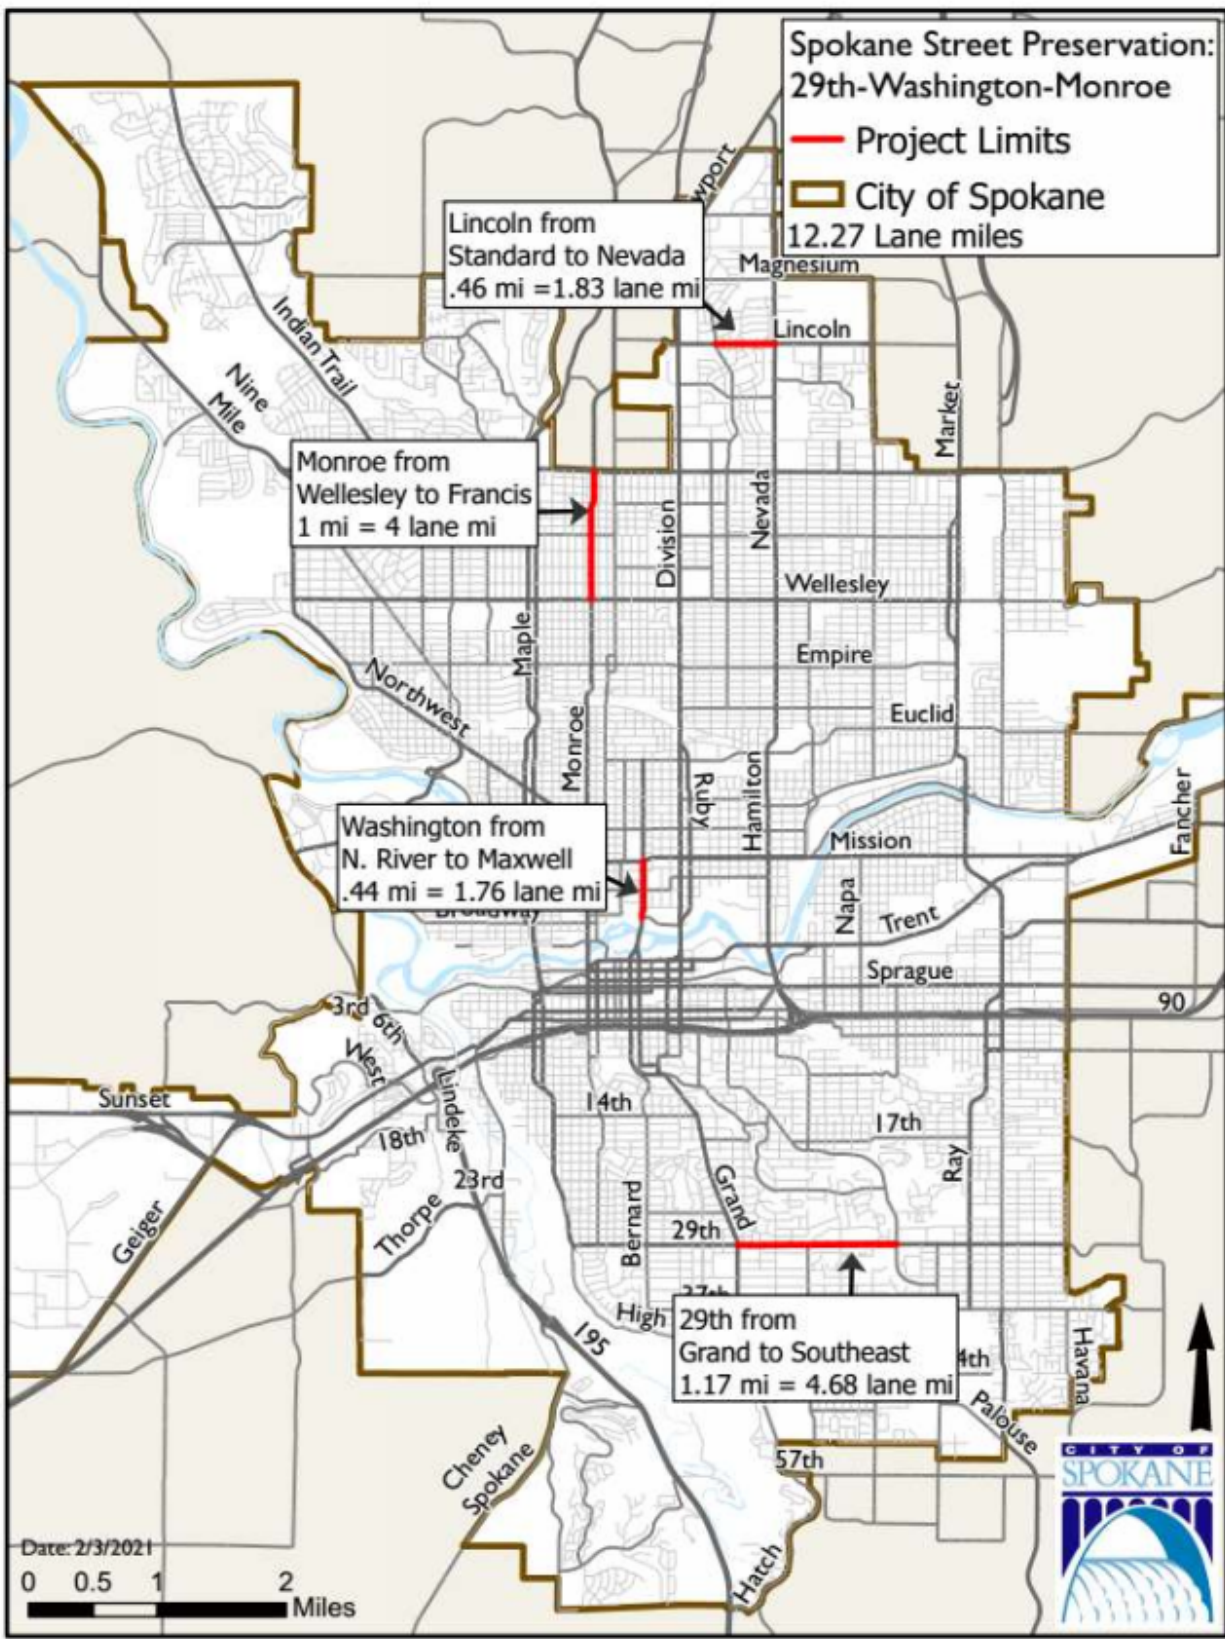 Spokane Street Preservation:
29th-Washington-Monroe
Project Limits
City of Spokane
12.27 Lane miles
Lincoln from
Standard to Nevada
.46 mi =1.83 lane mi
Magnesium
Lincoln
Indian Trail
Nine
Mile
Market
Monroe from
Wellesley to Francis
1 mi = 4 lane mi
Division
Nevada
Wellesley
Maple
Empire
Northwest
Euclid
Monroe
Ruby
Hamilton
Fancher
Washington from
N. River to Maxwell
.44 mi = 1.76 lane mi
Mission
Napa
Trent
Sprague
90
3rd
6th
West
Lindeke
Sunset
14th
17th
18th
Ray
23rd
Grand
Geiger
Thorpe
Bernard
29th
High
195
29th from
Grand to Southeast
1.17 mi = 4.68 lane mi
Havana
Palouse
Cheney
Spokane
57th
Hatch
CITY OF
SPOKANE
Date: 2/3/2021
0 0.5 1 2
Miles